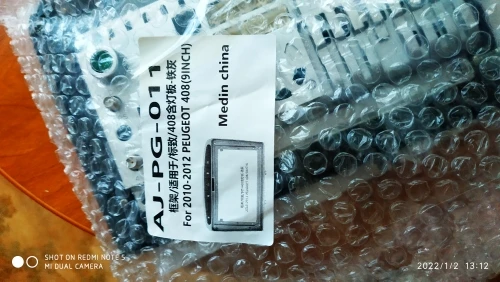 AJ-PG-011
框架/适用于/标致/408含灯板-铁灰
For 2010-2012 PEUGEOT 408(9INCH)
Medin china
SHOT ON REDMI NOTE 5
MI DUAL CAMERA
2022/1/2 13:12